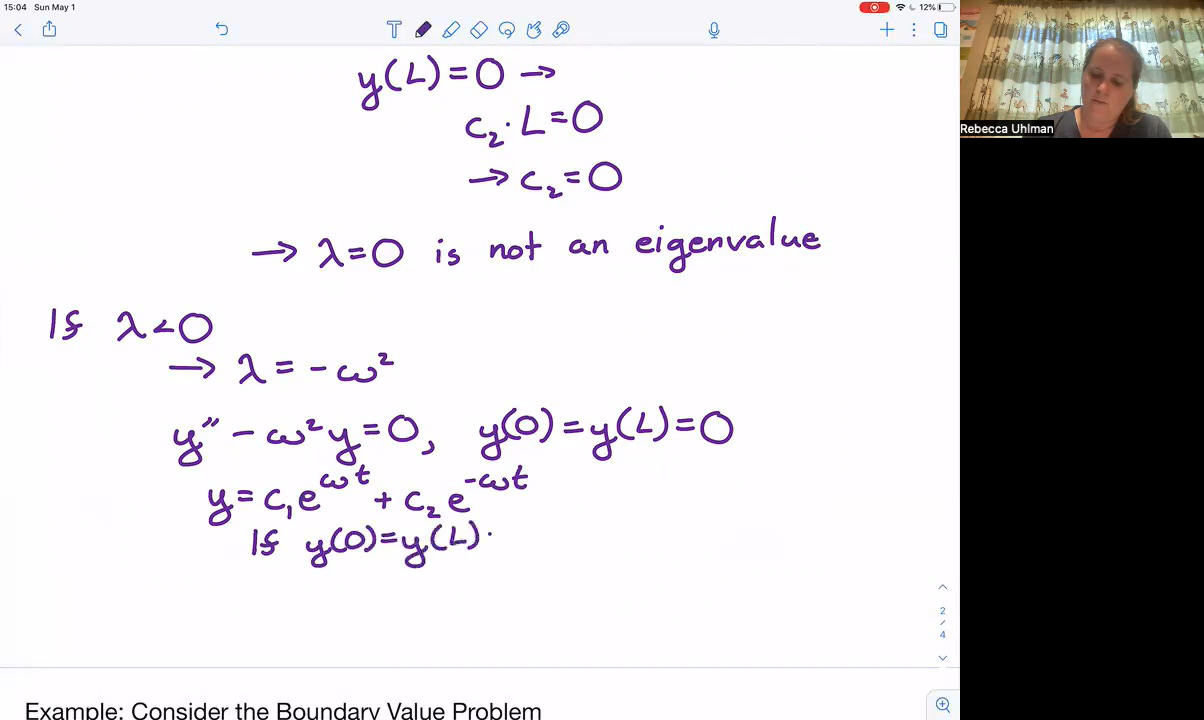 15:04 Sun May 1
12%
y(L)=0 →
c₂·L=0
→ c₂=0
→ λ=0 is not an eigenvalue
If λ<0
→ λ = -ω²
y″ - ω²y=0, y(0)=y(L)=0
y=c₁e^ωt + c₂e^-ωt
If y(0)=y(L)
Rebecca Uhlman
2
/
4
Example: Consider the Boundary Value Problem